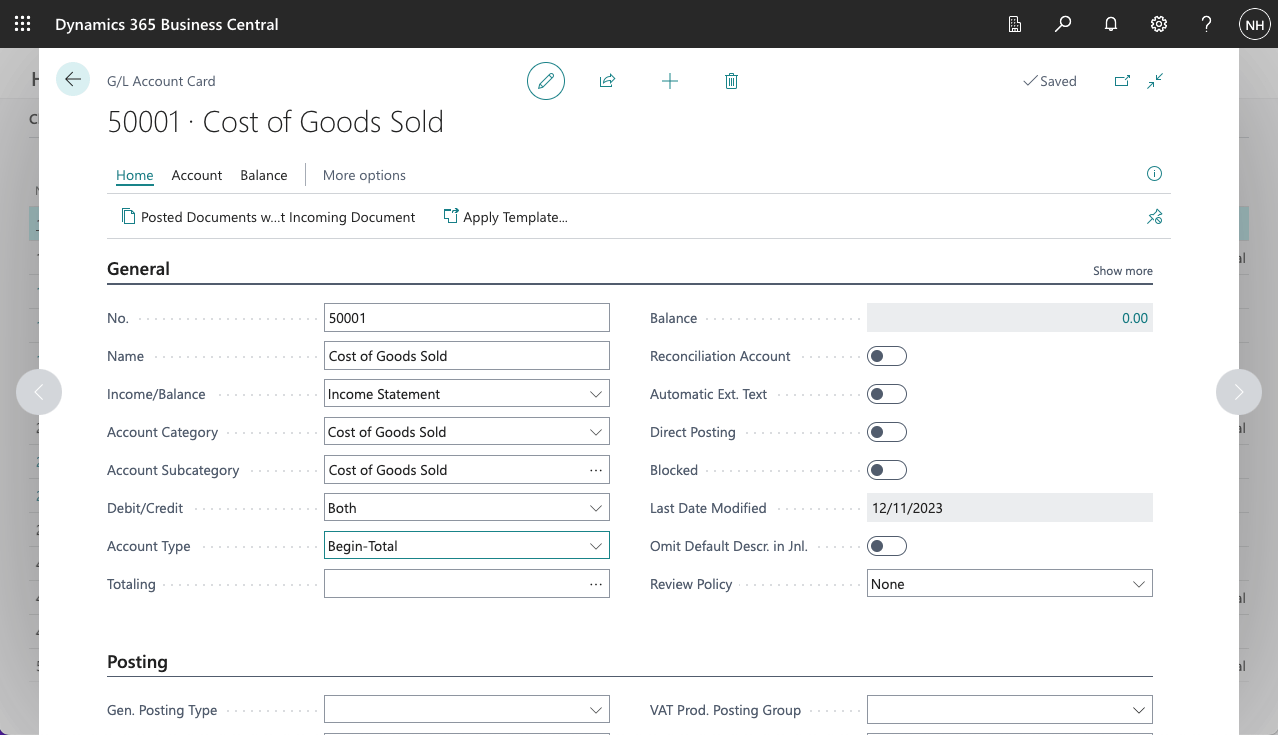 Dynamics 365 Business Central
NH
G/L Account Card
Saved
50001 · Cost of Goods Sold
Home Account Balance More options
Posted Documents w...t Incoming Document Apply Template...
General
Show more
No. 50001
Name Cost of Goods Sold
Income/Balance Income Statement
Account Category Cost of Goods Sold
Account Subcategory Cost of Goods Sold
Debit/Credit Both
Account Type Begin-Total
Totaling
Balance 0.00
Reconciliation Account
Automatic Ext. Text
Direct Posting
Blocked
Last Date Modified 12/11/2023
Omit Default Descr. in Jnl.
Review Policy None
Posting
Gen. Posting Type
VAT Prod. Posting Group